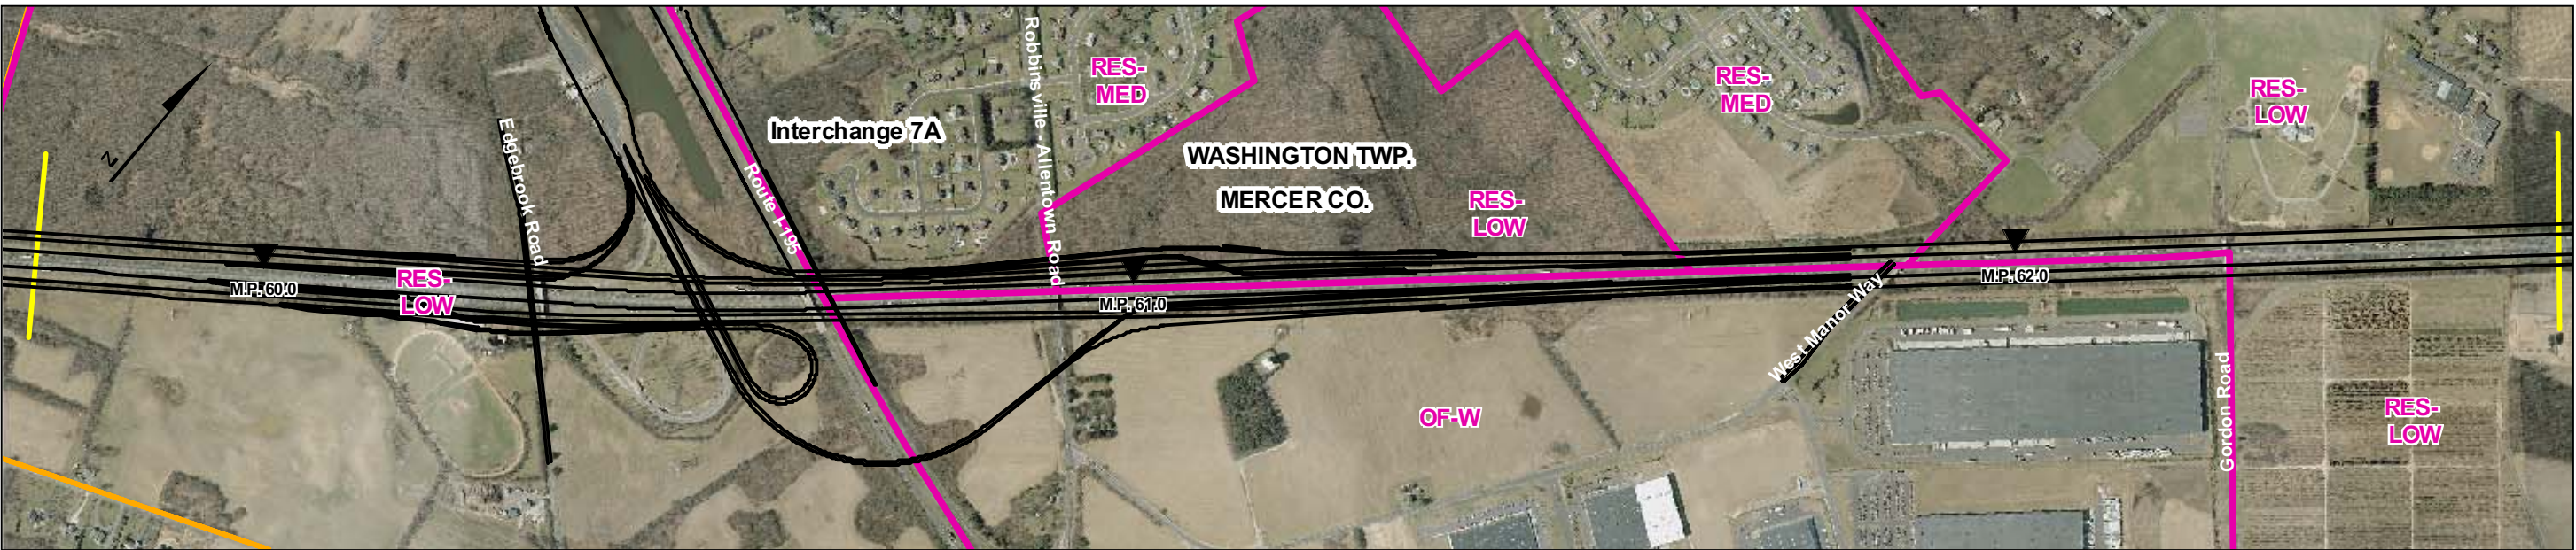 N
Edgebrook Road
Route I-195
Interchange 7A
Robbinsville - Allentown Road
RES-
MED
WASHINGTON TWP.
MERCER CO.
RES-
LOW
RES-
MED
RES-
LOW
RES-
LOW
M.P. 60.0
M.P. 61.0
M.P. 62.0
West Manor Way
OF-W
Gordon Road
RES-
LOW